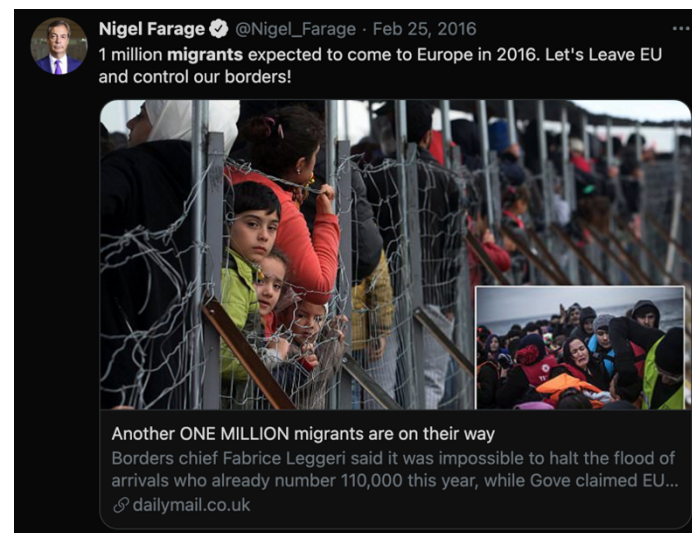 Nigel Farage @Nigel_Farage · Feb 25, 2016
1 million migrants expected to come to Europe in 2016. Let's Leave EU
and control our borders!
Another ONE MILLION migrants are on their way
Borders chief Fabrice Leggeri said it was impossible to halt the flood of
arrivals who already number 110,000 this year, while Gove claimed EU...
dailymail.co.uk